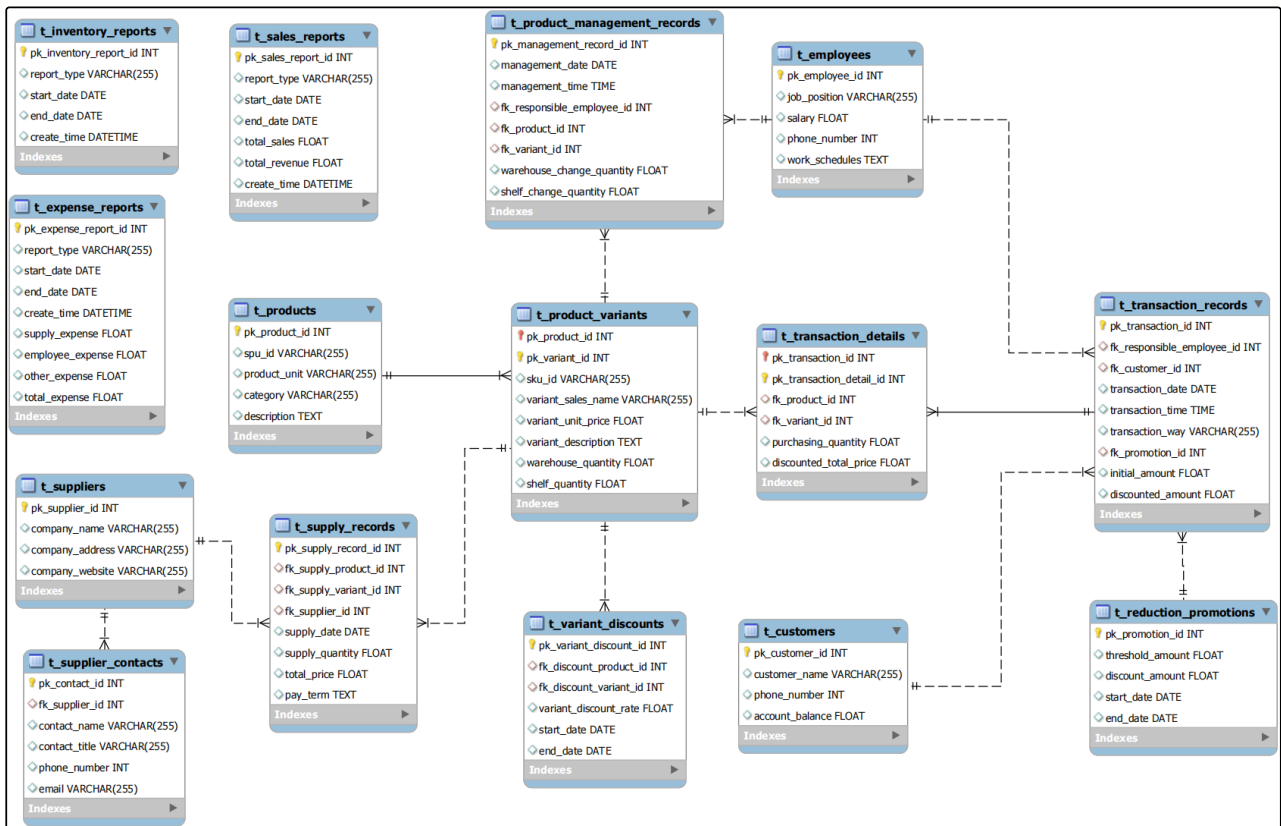 t_inventory_reports
pk_inventory_report_id INT
report_type VARCHAR(255)
start_date DATE
end_date DATE
create_time DATETIME
Indexes
t_sales_reports
pk_sales_report_id INT
report_type VARCHAR(255)
start_date DATE
end_date DATE
total_sales FLOAT
total_revenue FLOAT
create_time DATETIME
Indexes
t_product_management_records
pk_management_record_id INT
management_date DATE
management_time TIME
fk_responsible_employee_id INT
fk_product_id INT
fk_variant_id INT
warehouse_change_quantity FLOAT
shelf_change_quantity FLOAT
Indexes
t_employees
pk_employee_id INT
job_position VARCHAR(255)
salary FLOAT
phone_number INT
work_schedules TEXT
Indexes
t_expense_reports
pk_expense_report_id INT
report_type VARCHAR(255)
start_date DATE
end_date DATE
create_time DATETIME
supply_expense FLOAT
employee_expense FLOAT
other_expense FLOAT
total_expense FLOAT
Indexes
t_products
pk_product_id INT
spu_id VARCHAR(255)
product_unit VARCHAR(255)
category VARCHAR(255)
description TEXT
Indexes
t_product_variants
pk_product_id INT
pk_variant_id INT
sku_id VARCHAR(255)
variant_sales_name VARCHAR(255)
variant_unit_price FLOAT
variant_description TEXT
warehouse_quantity FLOAT
shelf_quantity FLOAT
Indexes
t_transaction_details
pk_transaction_id INT
pk_transaction_detail_id INT
fk_product_id INT
fk_variant_id INT
purchasing_quantity FLOAT
discounted_total_price FLOAT
Indexes
t_transaction_records
pk_transaction_id INT
fk_responsible_employee_id INT
fk_customer_id INT
transaction_date DATE
transaction_time TIME
transaction_way VARCHAR(255)
fk_promotion_id INT
initial_amount FLOAT
discounted_amount FLOAT
Indexes
t_suppliers
pk_supplier_id INT
company_name VARCHAR(255)
company_address VARCHAR(255)
company_website VARCHAR(255)
Indexes
t_supply_records
pk_supply_record_id INT
fk_supply_product_id INT
fk_supply_variant_id INT
fk_supplier_id INT
supply_date DATE
supply_quantity FLOAT
total_price FLOAT
pay_term TEXT
Indexes
t_variant_discounts
pk_variant_discount_id INT
fk_discount_product_id INT
fk_discount_variant_id INT
variant_discount_rate FLOAT
start_date DATE
end_date DATE
Indexes
t_customers
pk_customer_id INT
customer_name VARCHAR(255)
phone_number INT
account_balance FLOAT
Indexes
t_reduction_promotions
pk_promotion_id INT
threshold_amount FLOAT
discount_amount FLOAT
start_date DATE
end_date DATE
Indexes
t_supplier_contacts
pk_contact_id INT
fk_supplier_id INT
contact_name VARCHAR(255)
contact_title VARCHAR(255)
phone_number INT
email VARCHAR(255)
Indexes